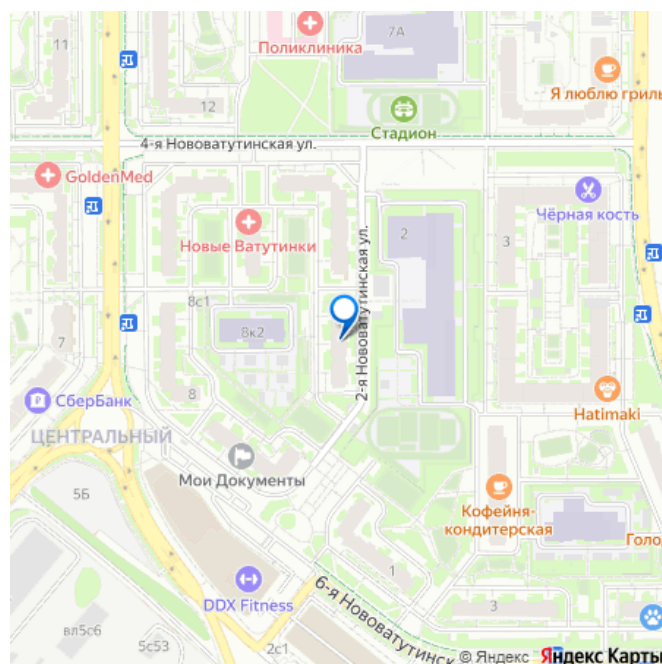 11
7А
Поликлиника
12
Я люблю гриль
Стадион
4-я Нововатутинская ул.
GoldenMed
Чёрная кость
Новые Ватутинки
2
3
2-я Нововатутинская ул.
8с1
8к2
7
СберБанк
8
Hatimaki
ЦЕНТРАЛЬНЫЙ
Мои Документы
5Б
Кофейня-
кондитерская
Голо
1
DDX Fitness
6-я Нововатутинск
3
вл5с6
5с53
2с1
© Яндекс Яндекс Карты